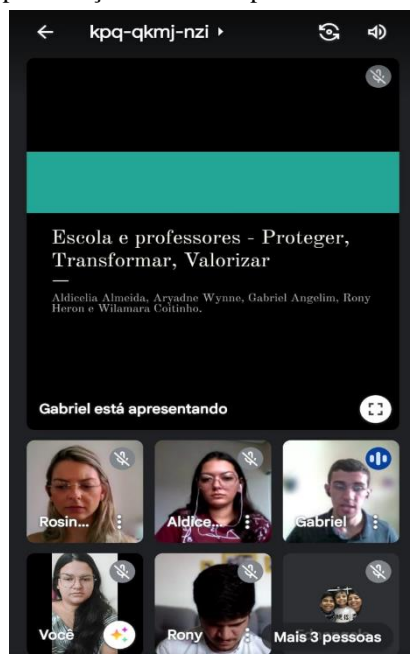 kpq-qkmj-nzi
Escola e professores - Proteger,
Transformar, Valorizar
Aldicelia Almeida, Aryadne Wynne, Gabriel Angelim, Rony
Heron e Wilamara Coitinho.
Gabriel está apresentando
Rosin... Aldice... Gabriel
Você Rony Mais 3 pessoas